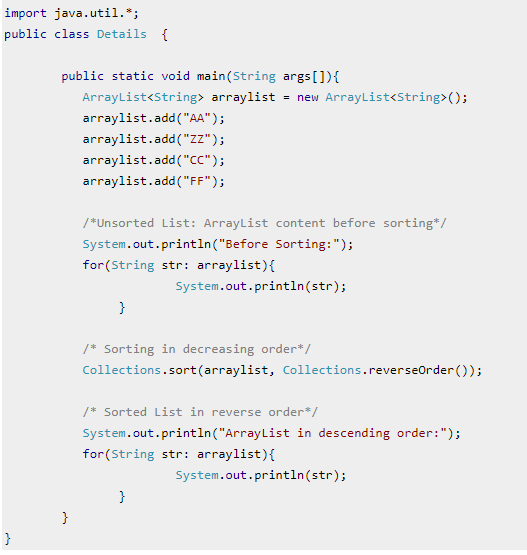 import java.util.*;
public class Details  {
public static void main(String args[]){
ArrayList<String> arraylist = new ArrayList<String>();
arraylist.add("AA");
arraylist.add("ZZ");
arraylist.add("CC");
arraylist.add("FF");
/*Unsorted List: ArrayList content before sorting*/
System.out.println("Before Sorting:");
for(String str: arraylist){
System.out.println(str);
}
/* Sorting in decreasing order*/
Collections.sort(arraylist, Collections.reverseOrder());
/* Sorted List in reverse order*/
System.out.println("ArrayList in descending order:");
for(String str: arraylist){
System.out.println(str);
}
}
}